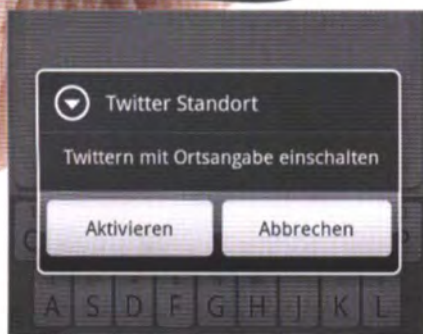 Twitter Standort
Twittern mit Ortsangabe einschalten
Aktivieren Abbrechen
A S D F G H J K L